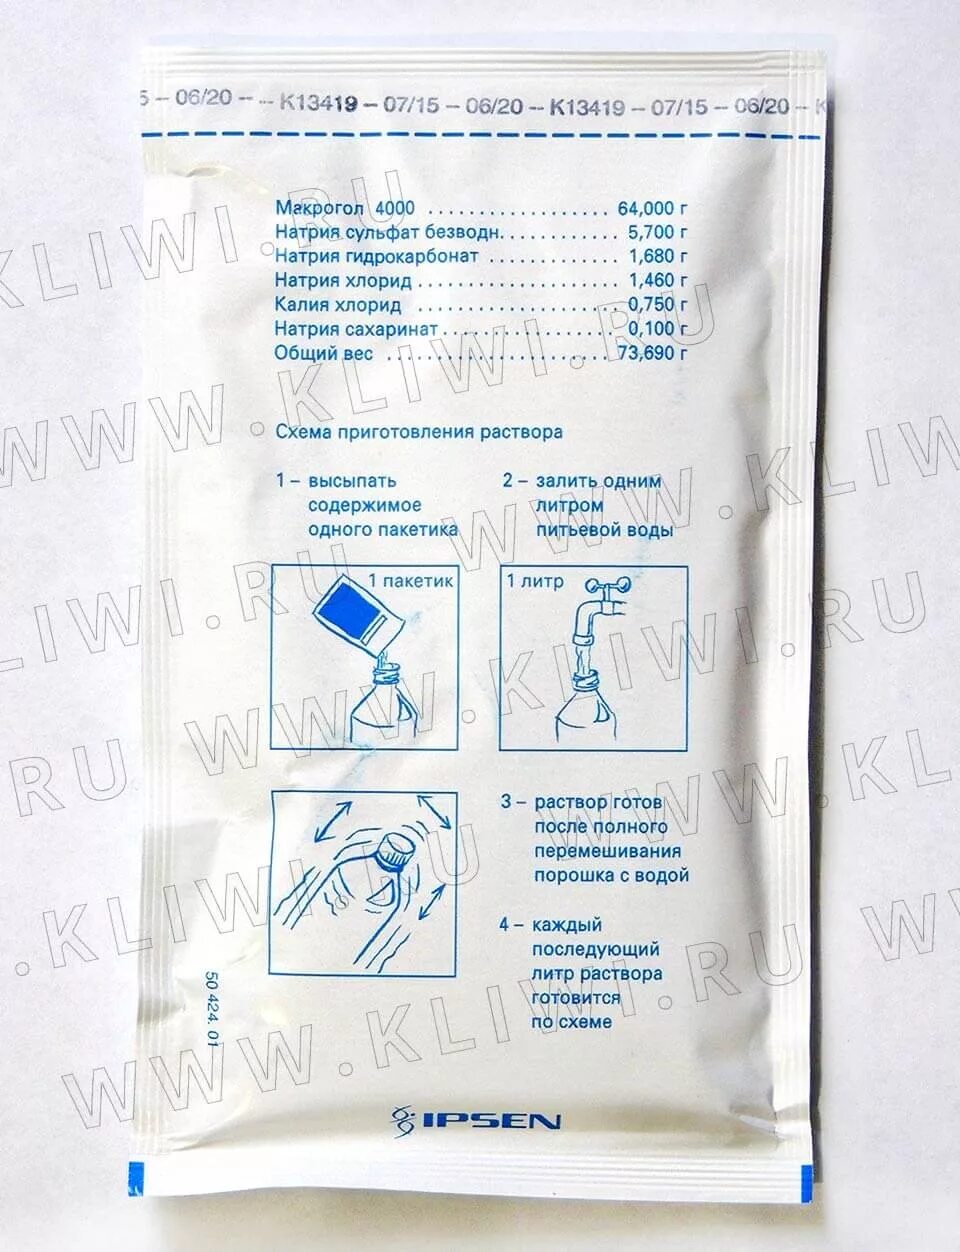 5 – 06/20 – – K13419 – 07/15 – 06/20 – – K13419 – 07/15 – 06/20 – K
Макрогол 4000 .................. 64,000 г
Натрия сульфат безводн. ............ 5,700 г
Натрия гидрокарбонат ............. 1,680 г
Натрия хлорид .................... 1,460 г
Калия хлорид ..................... 0,750 г
Натрия сахаринат ................. 0,100 г
Общий вес ...................... 73,690 г
Схема приготовления раствора
1 – высыпать
содержимое
одного пакетика
2 – залить одним
литром
питьевой воды
1 пакетик
1 литр
3 – раствор готов
после полного
перемешивания
порошка с водой
4 – каждый
последующий
литр раствора
готовится
по схеме
50 424. 01
IPSEN
WWW.KLIWI.RU